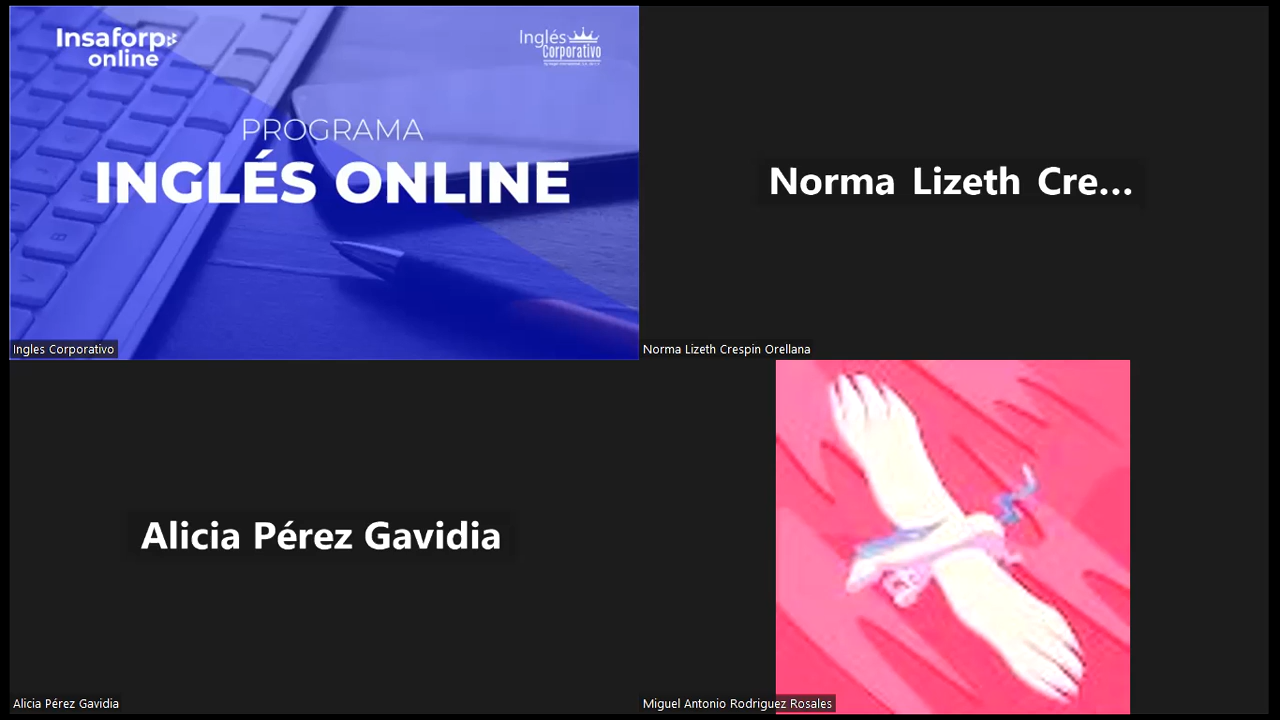 Insaforp
online
Inglés
Corporativo
PROGRAMA
INGLÉS ONLINE
Ingles Corporativo
Norma Lizeth Cre...
Norma Lizeth Crespin Orellana
Alicia Pérez Gavidia
Alicia Pérez Gavidia
Miguel Antonio Rodriguez Rosales